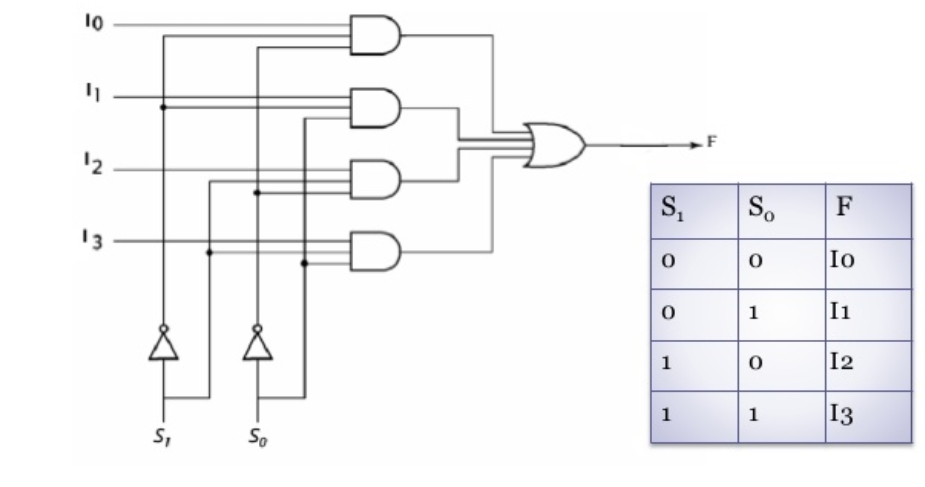 I0
I1
I2
I3
F
S1 S0
S1 S0 F
0 0 I0
0 1 I1
1 0 I2
1 1 I3